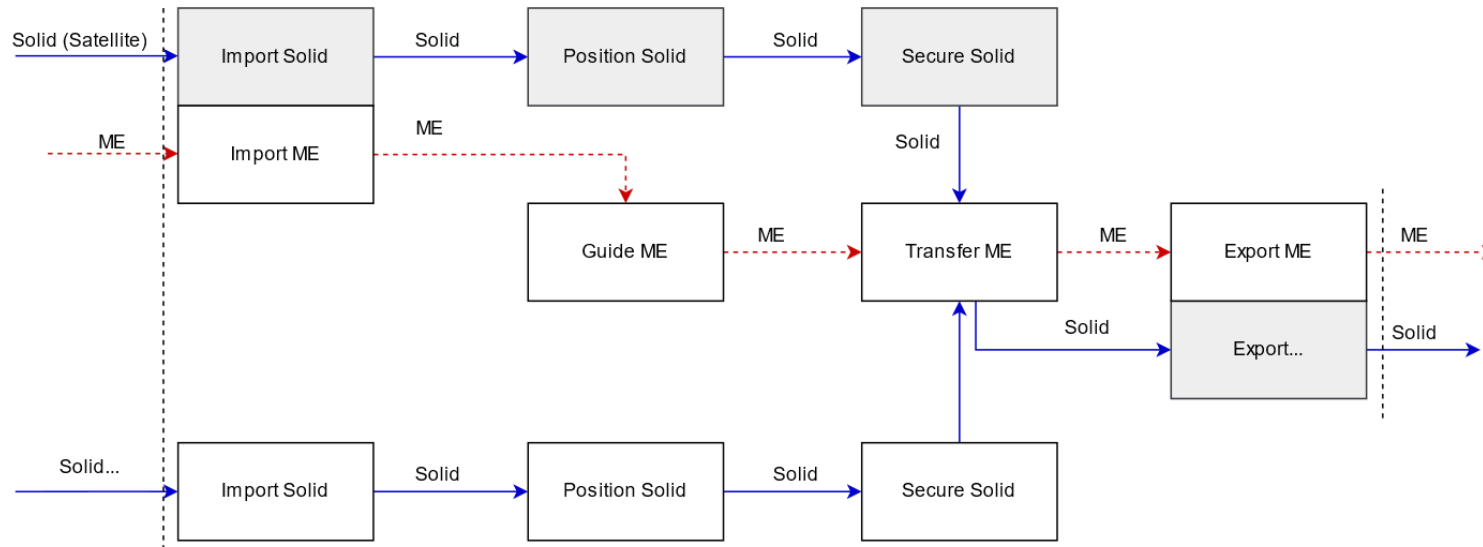 Solid (Satellite)
Import Solid
Solid
Position Solid
Solid
Secure Solid
ME
Import ME
ME
Solid
Guide ME
ME
Transfer ME
ME
Export ME
ME
Solid
Export...
Solid
Solid...
Import Solid
Solid
Position Solid
Solid
Secure Solid